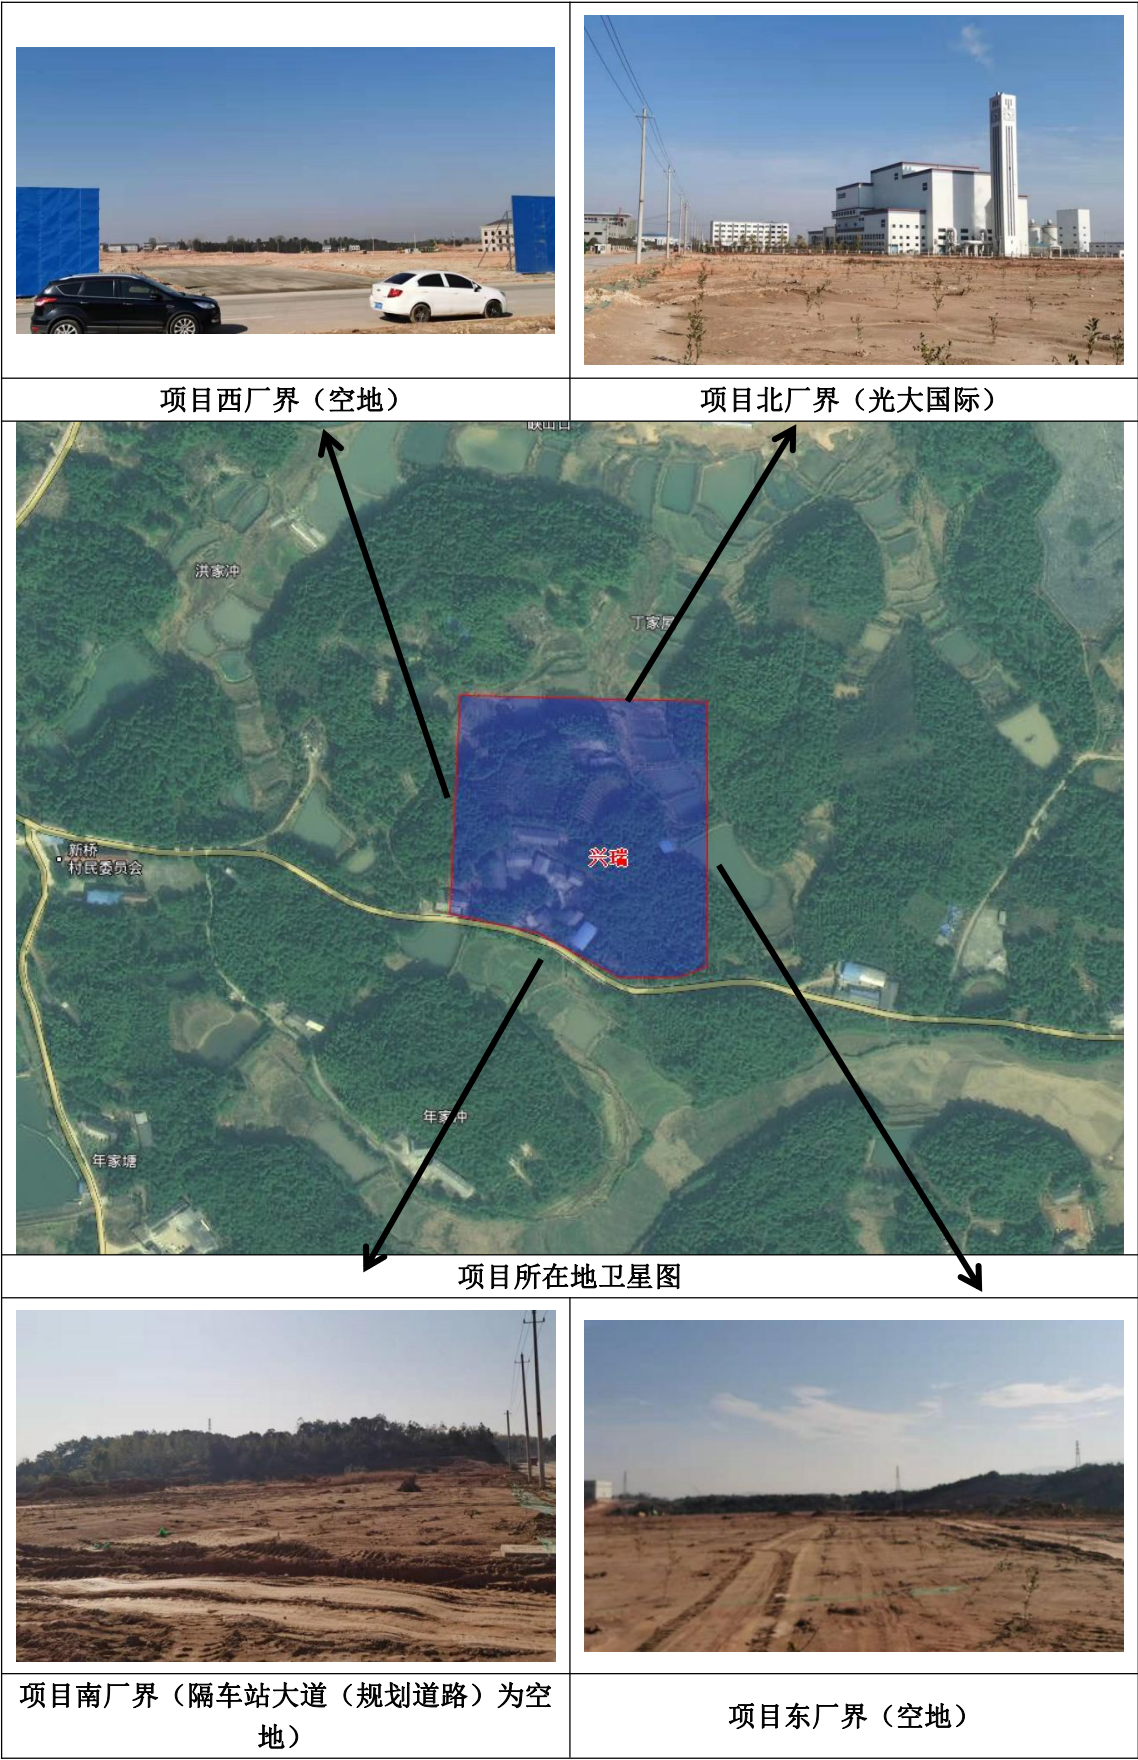 项目西厂界（空地）
项目北厂界（光大国际）
洪家冲
丁家屋
兴瑞
新桥
村民委员会
年家冲
年家塘
项目所在地卫星图
项目南厂界（隔车站大道（规划道路）为空
地）
项目东厂界（空地）